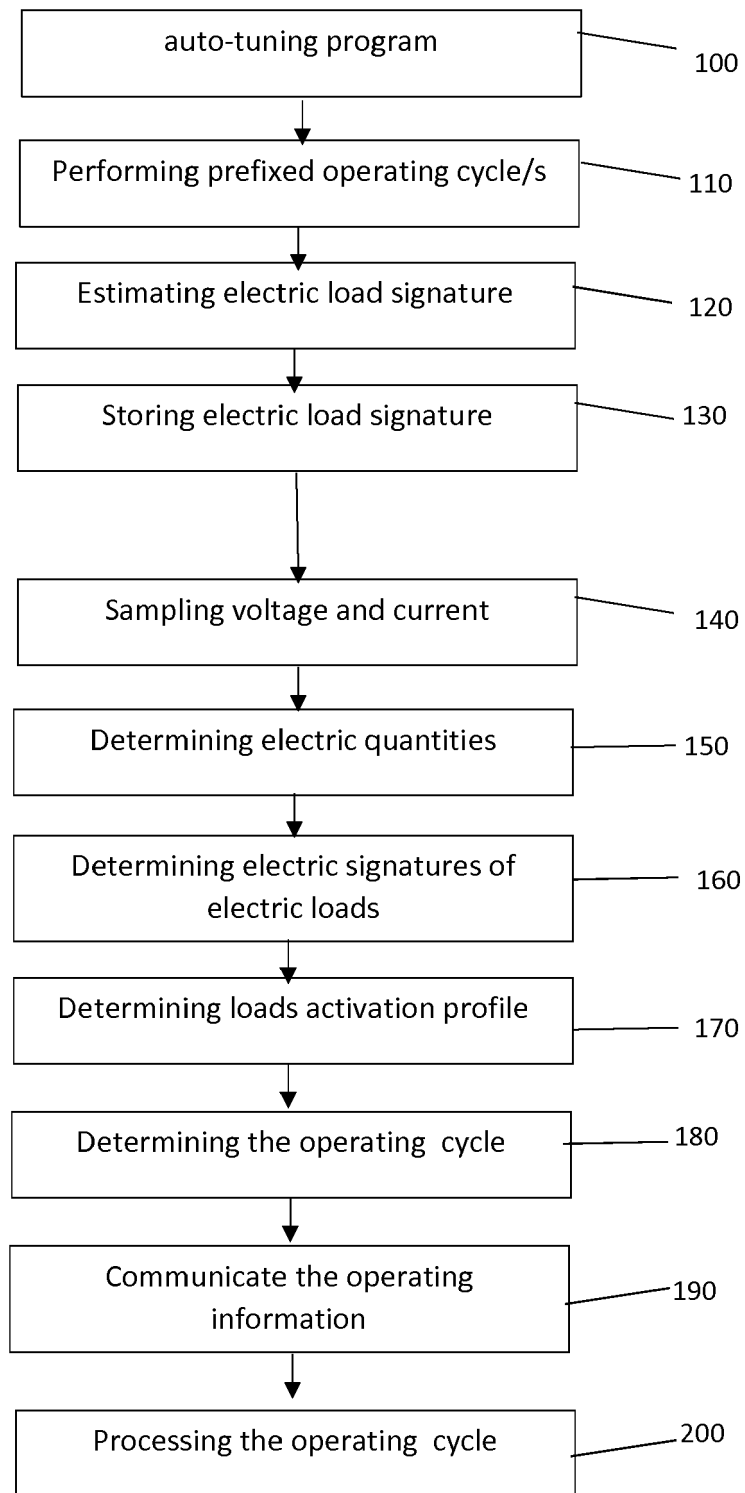 auto-tuning program
100
Performing prefixed operating cycle/s
110
Estimating electric load signature
120
Storing electric load signature
130
Sampling voltage and current
140
Determining electric quantities
150
Determining electric signatures of
electric loads
160
Determining loads activation profile
170
Determining the operating cycle
180
Communicate the operating
information
190
Processing the operating cycle
200